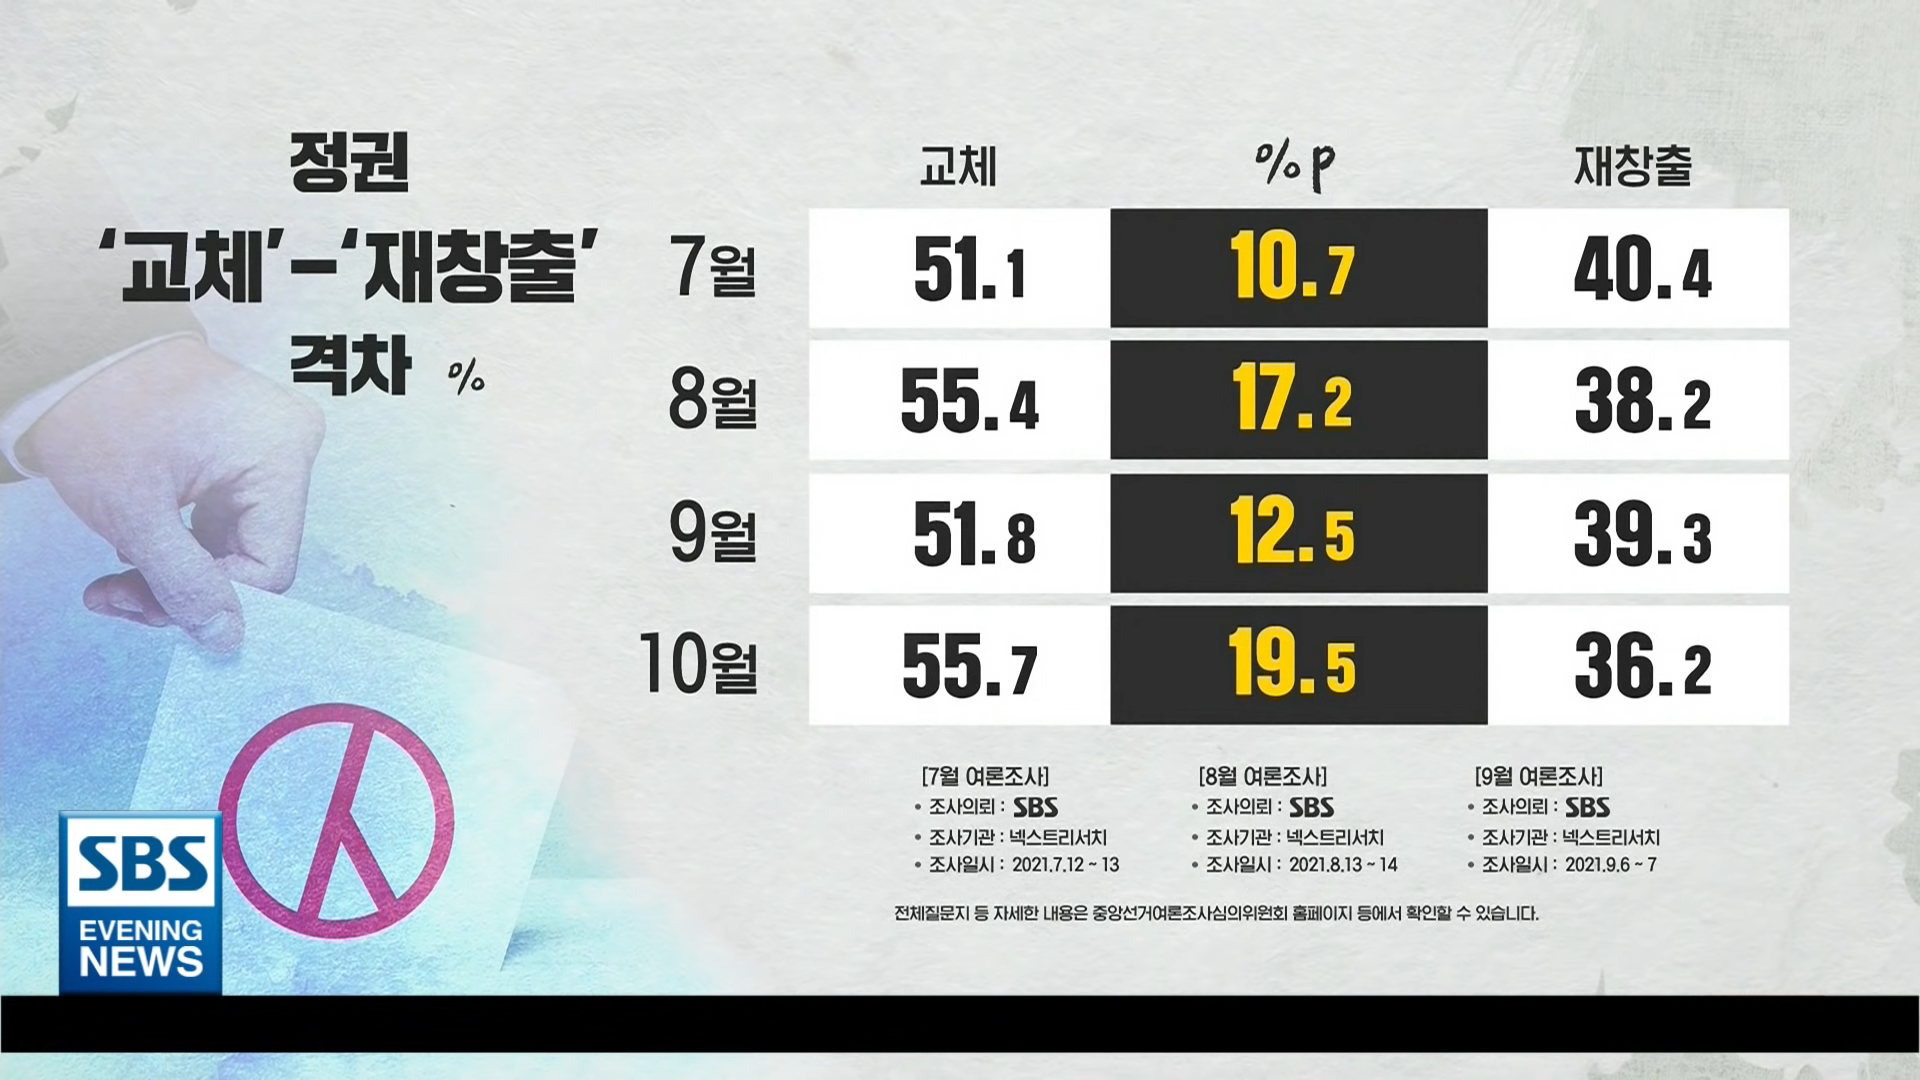 정권
‘교체’-‘재창출’
격차 %
교체 %p 재창출
7월 51.1 10.7 40.4
8월 55.4 17.2 38.2
9월 51.8 12.5 39.3
10월 55.7 19.5 36.2
[7월 여론조사] [8월 여론조사] [9월 여론조사]
• 조사의뢰 : SBS • 조사의뢰 : SBS • 조사의뢰 : SBS
• 조사기관 : 넥스트리서치 • 조사기관 : 넥스트리서치 • 조사기관 : 넥스트리서치
• 조사일시 : 2021.7.12 ~ 13 • 조사일시 : 2021.8.13 ~ 14 • 조사일시 : 2021.9.6 ~ 7
전체질문지 등 자세한 내용은 중앙선거여론조사심의위원회 홈페이지 등에서 확인할 수 있습니다.
SBS
EVENING
NEWS